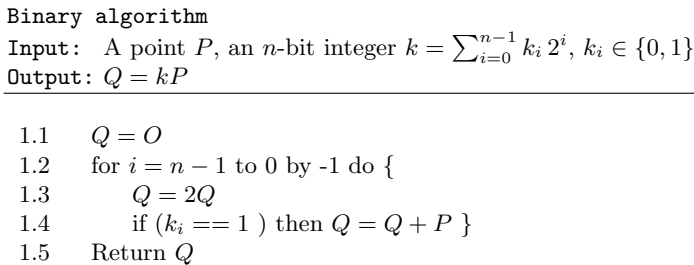 Binary algorithm
Input: A point P, an n-bit integer k = ∑_{i=0}^{n−1} k_i 2^i, k_i ∈ {0, 1}
Output: Q = kP
1.1 Q = O
1.2 for i = n − 1 to 0 by -1 do {
1.3 Q = 2Q
1.4 if (k_i == 1 ) then Q = Q + P }
1.5 Return Q